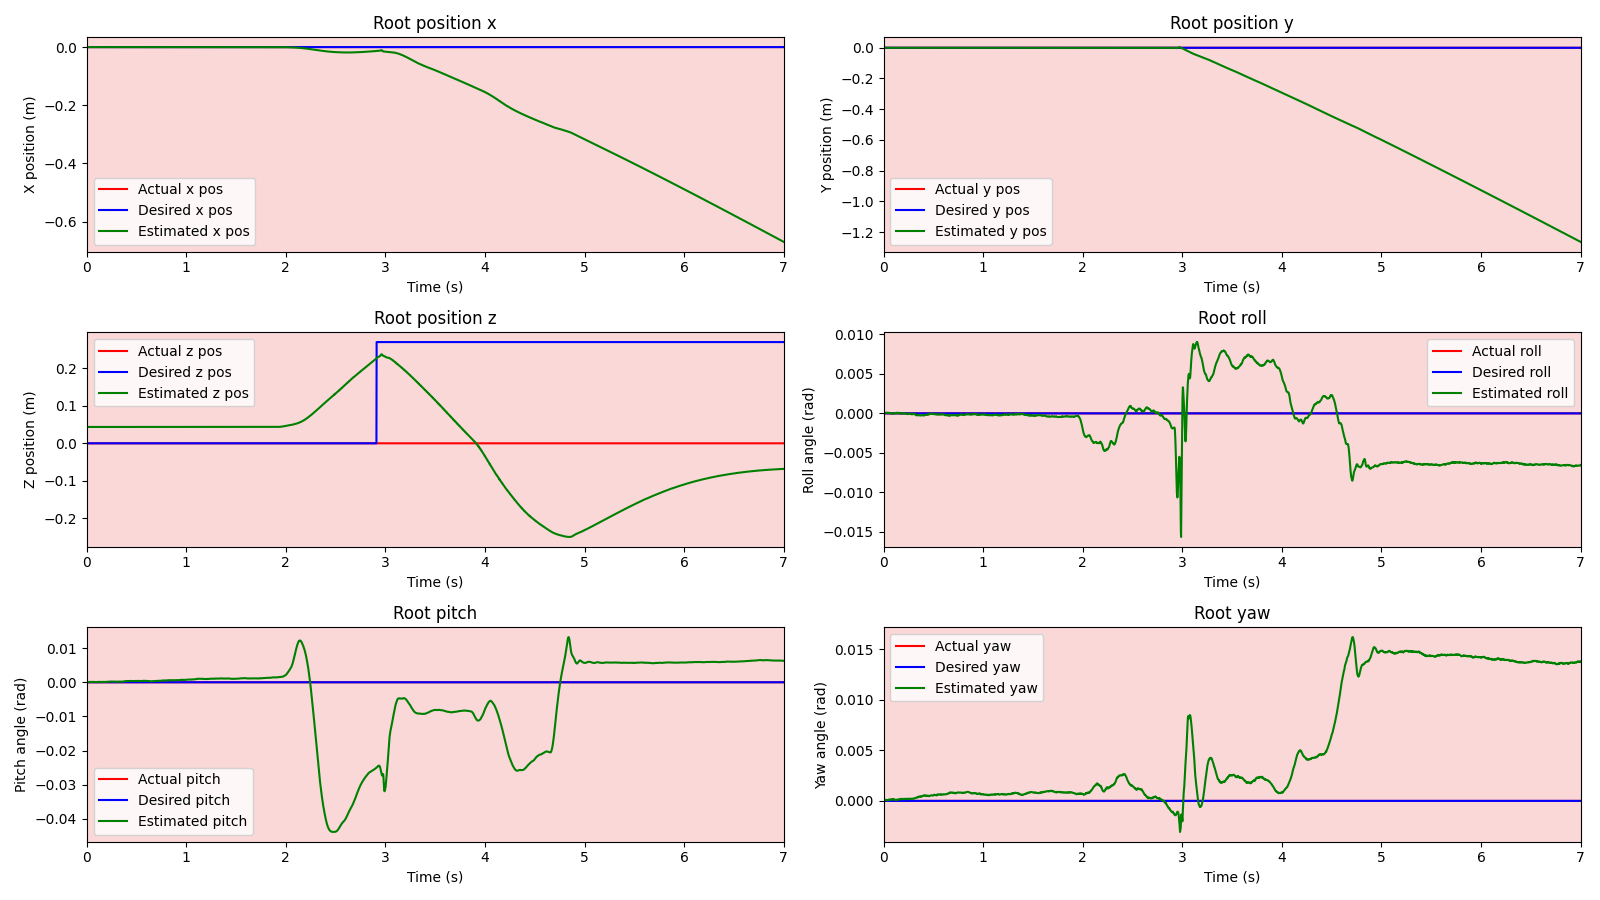 Root position x
X position (m)
0.0
−0.2
−0.4
−0.6
Actual x pos
Desired x pos
Estimated x pos
0 1 2 3 4 5 6 7
Time (s)
Root position y
Y position (m)
0.0
−0.2
−0.4
−0.6
−0.8
−1.0
−1.2
Actual y pos
Desired y pos
Estimated y pos
0 1 2 3 4 5 6 7
Time (s)
Root position z
Z position (m)
0.2
0.1
0.0
−0.1
−0.2
Actual z pos
Desired z pos
Estimated z pos
0 1 2 3 4 5 6 7
Time (s)
Root roll
Roll angle (rad)
0.010
0.005
0.000
−0.005
−0.010
−0.015
Actual roll
Desired roll
Estimated roll
0 1 2 3 4 5 6 7
Time (s)
Root pitch
Pitch angle (rad)
0.01
0.00
−0.01
−0.02
−0.03
−0.04
Actual pitch
Desired pitch
Estimated pitch
0 1 2 3 4 5 6 7
Time (s)
Root yaw
Yaw angle (rad)
0.015
0.010
0.005
0.000
Actual yaw
Desired yaw
Estimated yaw
0 1 2 3 4 5 6 7
Time (s)